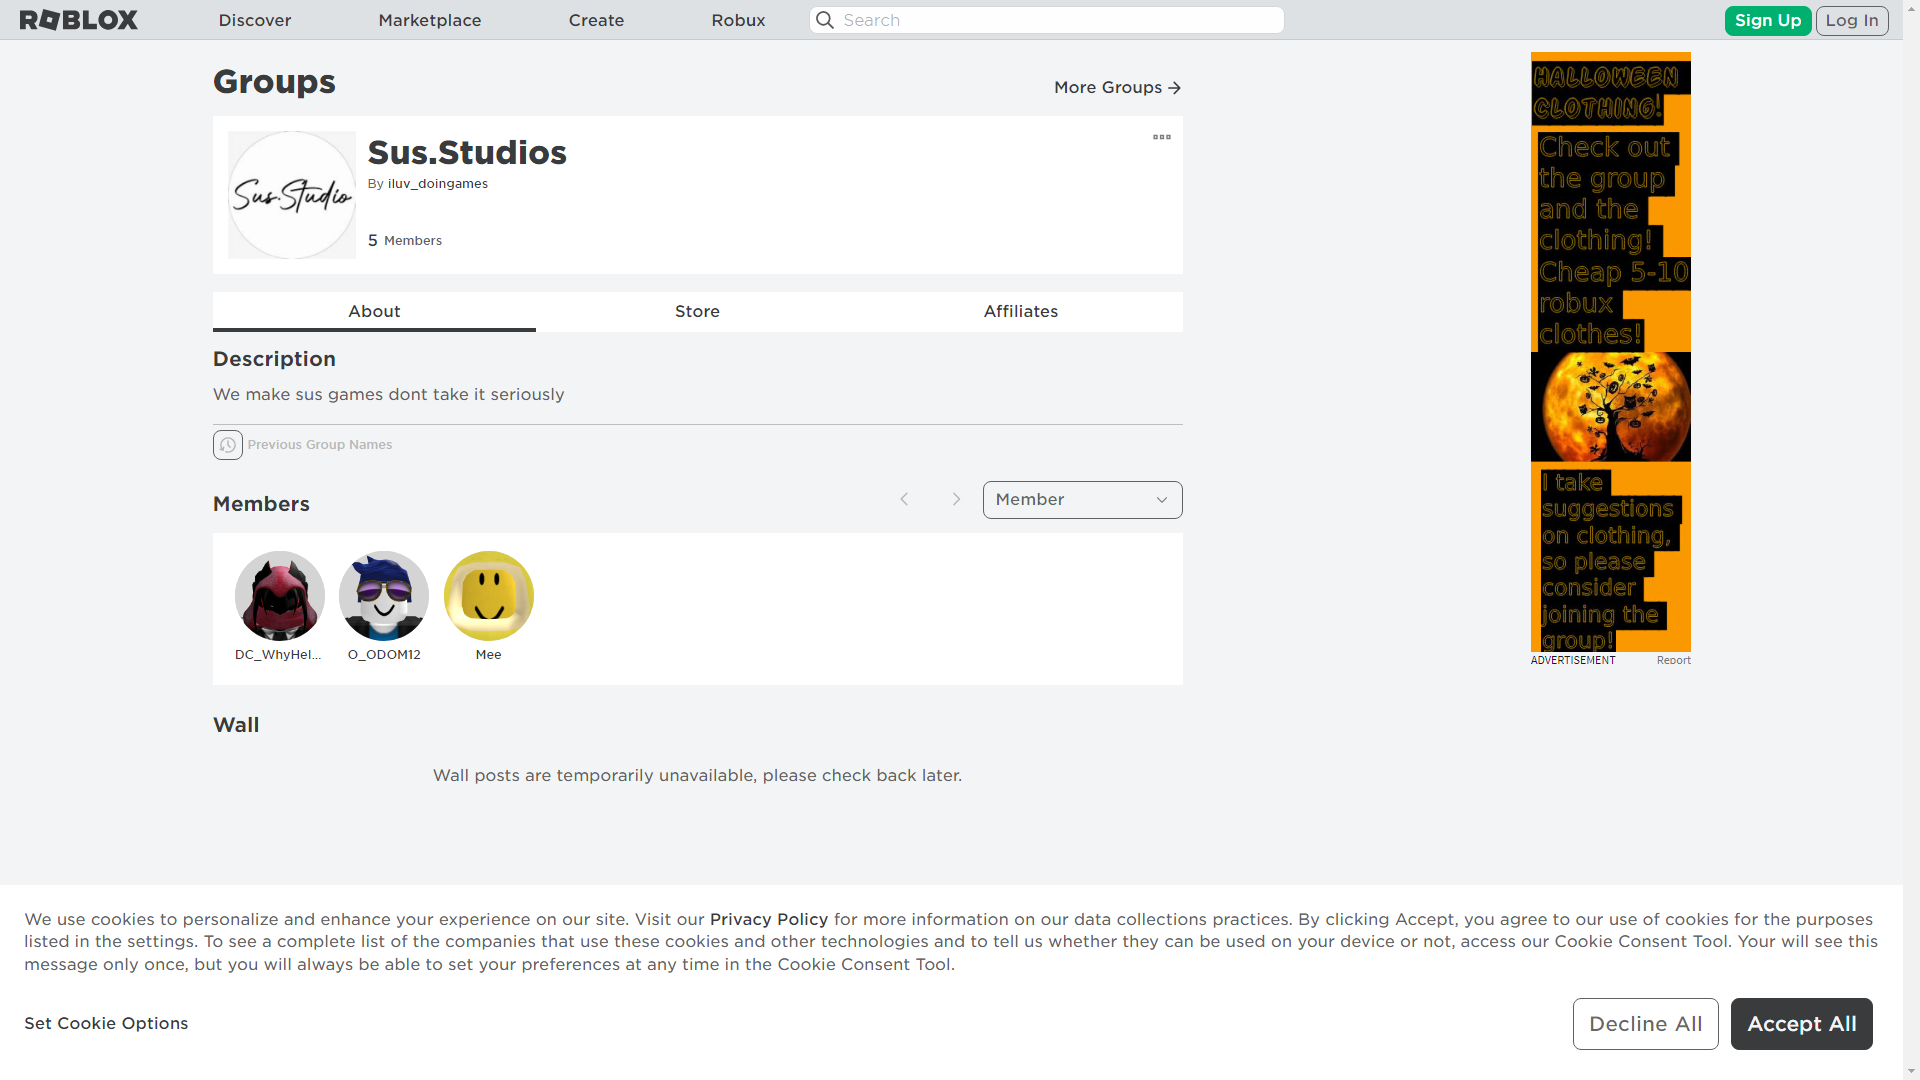 ROBLOX
Discover
Marketplace
Create
Robux
Search
Sign Up
Log In
Groups
More Groups
Sus.Studio
Sus.Studios
By iluv_doingames
5 Members
About
Store
Affiliates
Description
We make sus games dont take it seriously
Previous Group Names
Members
Member
DC_WhyHel...
O_ODOM12
Mee
Wall
Wall posts are temporarily unavailable, please check back later.
HALLOWEEN
CLOTHING!
Check out
the group
and the
clothing!
Cheap 5-10
robux
clothes!
I take
suggestions
on clothing,
so please
consider
joining the
group!
ADVERTISEMENT
Report
We use cookies to personalize and enhance your experience on our site. Visit our Privacy Policy for more information on our data collections practices. By clicking Accept, you agree to our use of cookies for the purposes
listed in the settings. To see a complete list of the companies that use these cookies and other technologies and to tell us whether they can be used on your device or not, access our Cookie Consent Tool. Your will see this
message only once, but you will always be able to set your preferences at any time in the Cookie Consent Tool.
Set Cookie Options
Decline All
Accept All